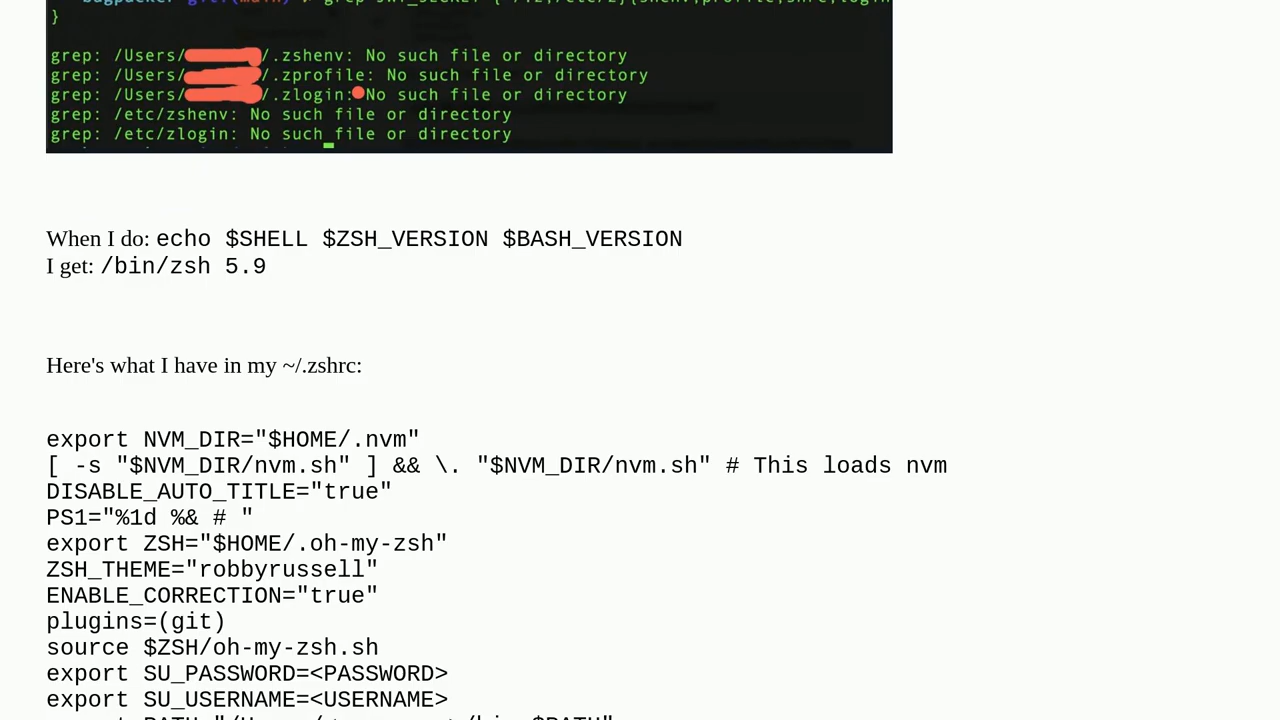 }
grep: /Users/ /.zshenv: No such file or directory
grep: /Users/ /.zprofile: No such file or directory
grep: /Users/ /.zlogin: No such file or directory
grep: /etc/zshenv: No such file or directory
grep: /etc/zlogin: No such file or directory
When I do: echo $SHELL $ZSH_VERSION $BASH_VERSION
I get: /bin/zsh 5.9
Here's what I have in my ~/.zshrc:
export NVM_DIR="$HOME/.nvm"
[ -s "$NVM_DIR/nvm.sh" ] && \. "$NVM_DIR/nvm.sh" # This loads nvm
DISABLE_AUTO_TITLE="true"
PS1="%1d %& # "
export ZSH="$HOME/.oh-my-zsh"
ZSH_THEME="robbyrussell"
ENABLE_CORRECTION="true"
plugins=(git)
source $ZSH/oh-my-zsh.sh
export SU_PASSWORD=<PASSWORD>
export SU_USERNAME=<USERNAME>